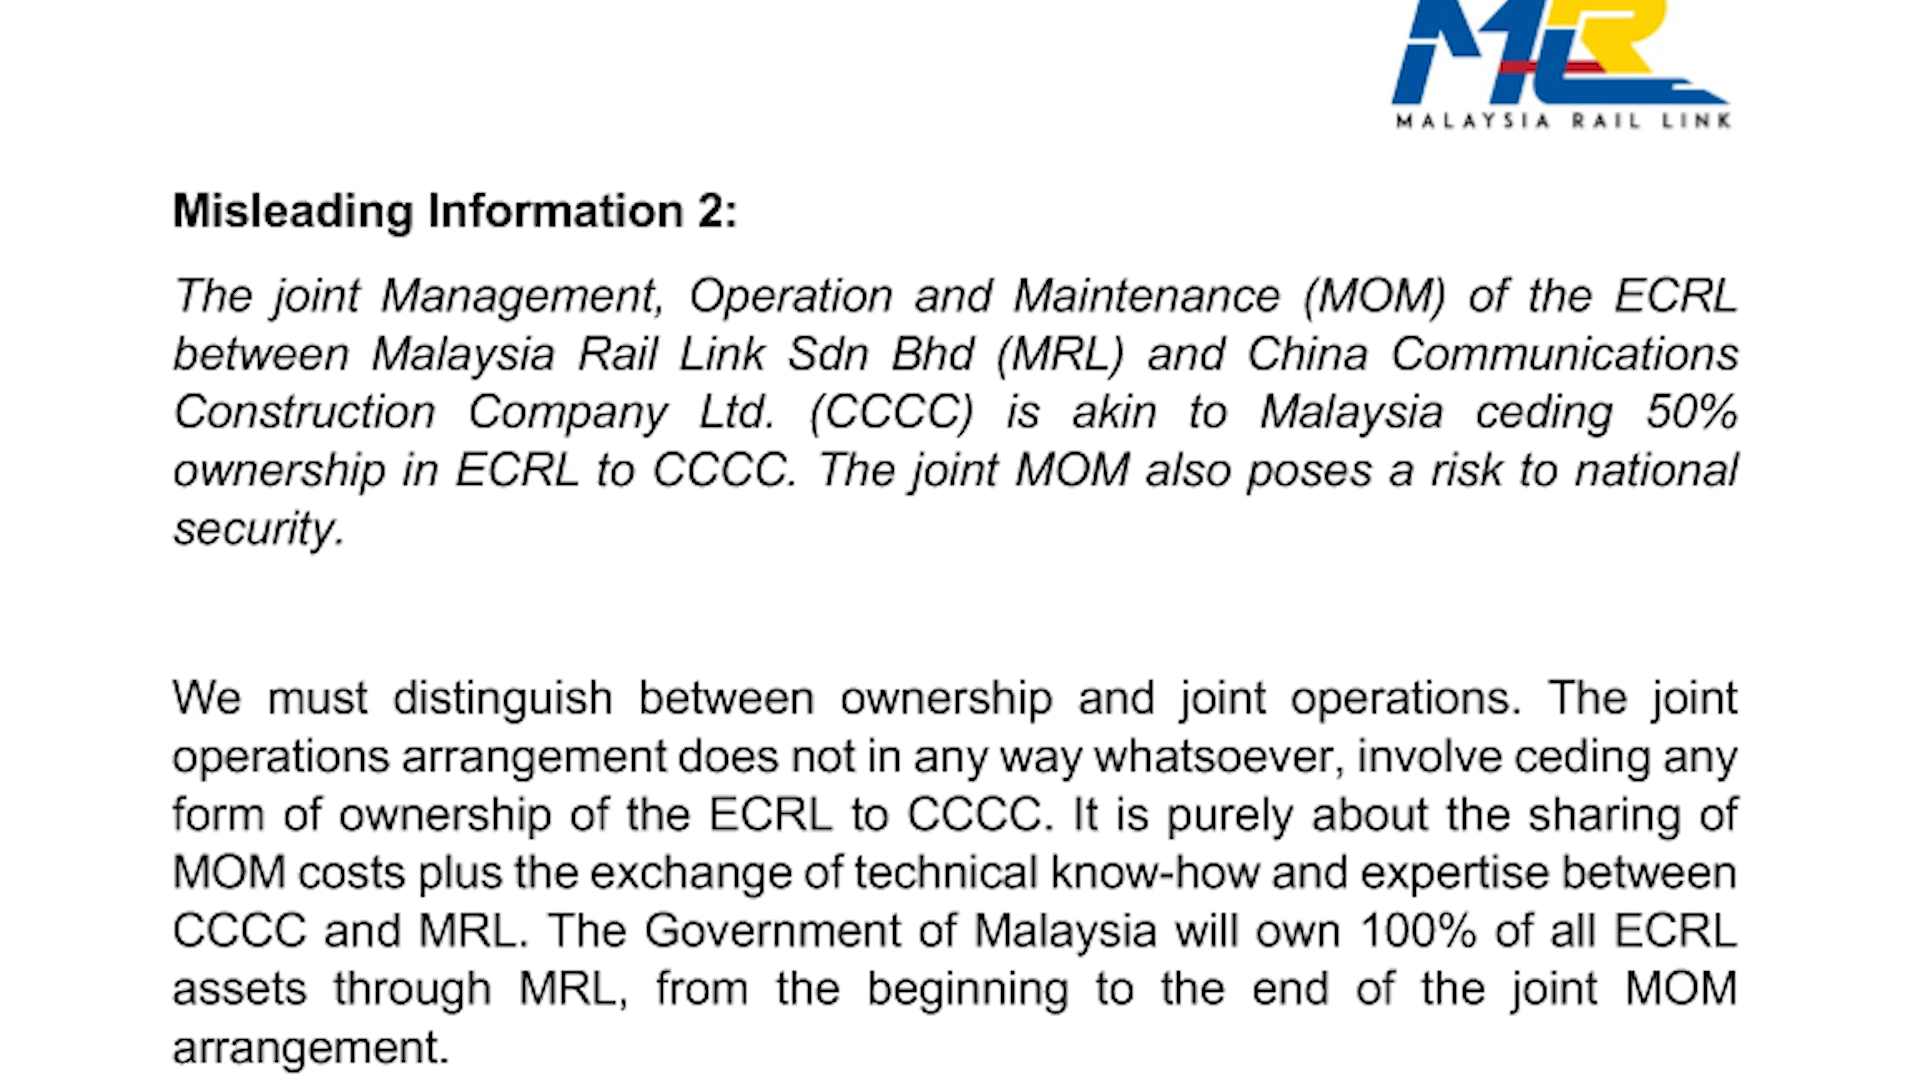 MRL
MALAYSIA RAIL LINK
Misleading Information 2:
The joint Management, Operation and Maintenance (MOM) of the ECRL
between Malaysia Rail Link Sdn Bhd (MRL) and China Communications
Construction Company Ltd. (CCCC) is akin to Malaysia ceding 50%
ownership in ECRL to CCCC. The joint MOM also poses a risk to national
security.
We must distinguish between ownership and joint operations. The joint
operations arrangement does not in any way whatsoever, involve ceding any
form of ownership of the ECRL to CCCC. It is purely about the sharing of
MOM costs plus the exchange of technical know-how and expertise between
CCCC and MRL. The Government of Malaysia will own 100% of all ECRL
assets through MRL, from the beginning to the end of the joint MOM
arrangement.